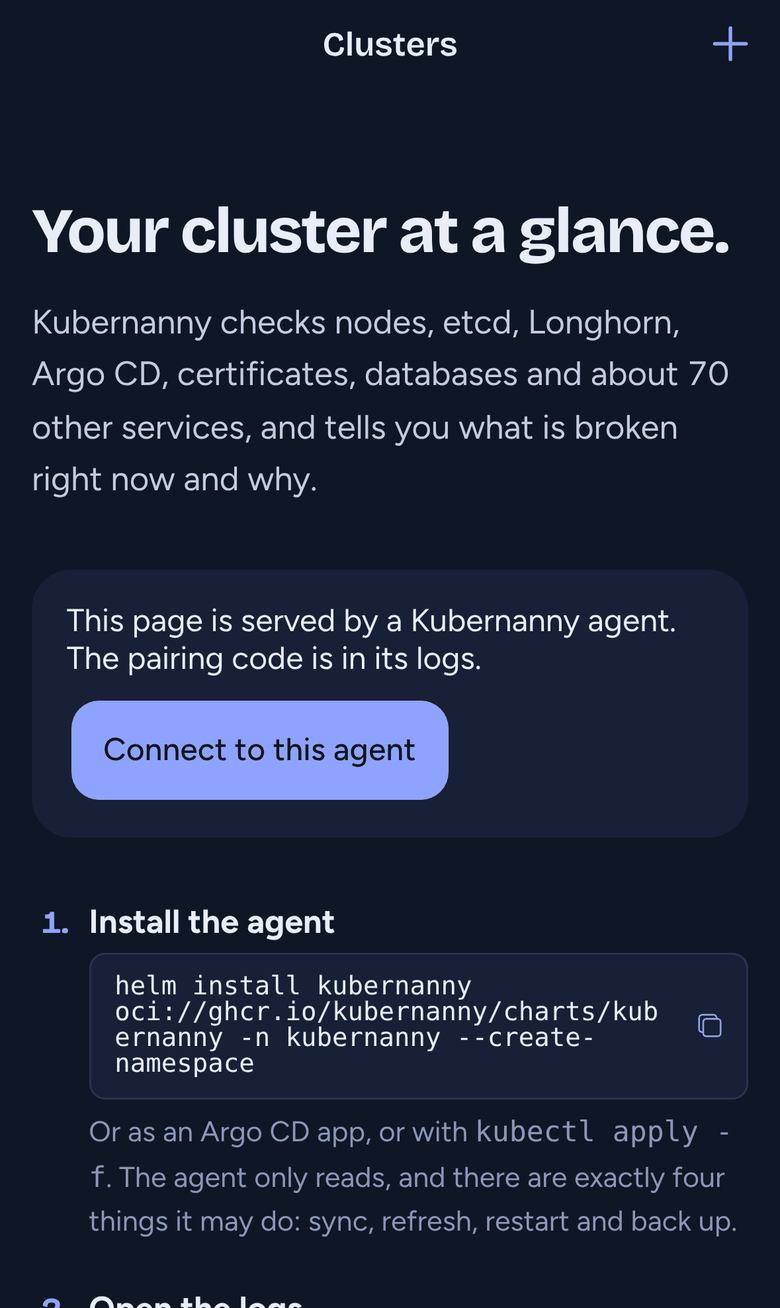 Clusters
Your cluster at a glance.
Kubernanny checks nodes, etcd, Longhorn,
Argo CD, certificates, databases and about 70
other services, and tells you what is broken
right now and why.
This page is served by a Kubernanny agent.
The pairing code is in its logs.
Connect to this agent
1. Install the agent
helm install kubernanny
oci://ghcr.io/kubernanny/charts/kub
ernanny -n kubernanny --create-
namespace
Or as an Argo CD app, or with kubectl apply -
f. The agent only reads, and there are exactly four
things it may do: sync, refresh, restart and back up.
2. Open the logs